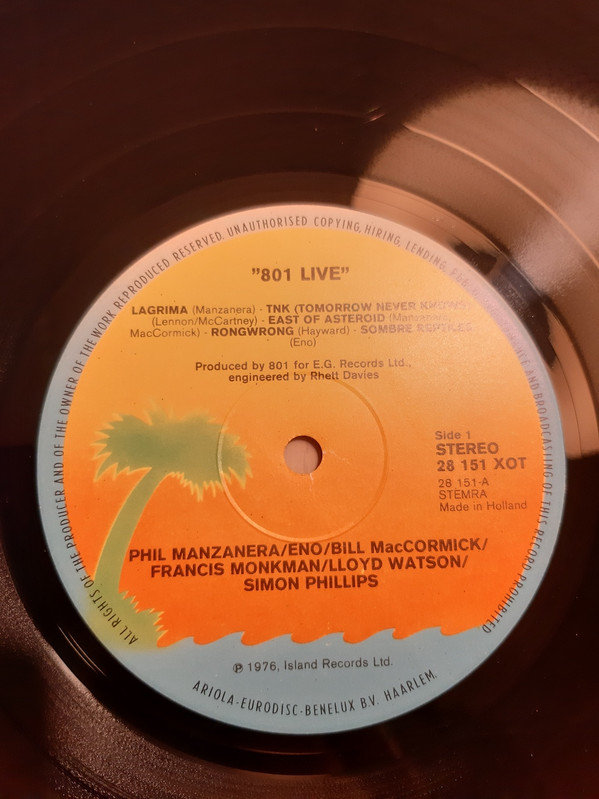 "801 LIVE"
LAGRIMA (Manzanera) - TNK (TOMORROW NEVER KNOWS)
(Lennon/McCartney) - EAST OF ASTEROID (Manzanera/
MacCormick) - RONGWRONG (Hayward) - SOMBRE REPTILES
(Eno)
Produced by 801 for E.G. Records Ltd.,
engineered by Rhett Davies
Side 1
STEREO
28 151 XOT
28 151-A
STEMRA
Made in Holland
PHIL MANZANERA/ENO/BILL MacCORMICK/
FRANCIS MONKMAN/LLOYD WATSON/
SIMON PHILLIPS
℗ 1976, Island Records Ltd.
ARIOLA-EURODISC-BENELUX B.V. HAARLEM.
ALL RIGHTS OF THE PRODUCER AND OF THE OWNER OF THE WORK REPRODUCED RESERVED. UNAUTHORISED COPYING, HIRING, LENDING, AND BROADCASTING OF THIS RECORD PROHIBITED